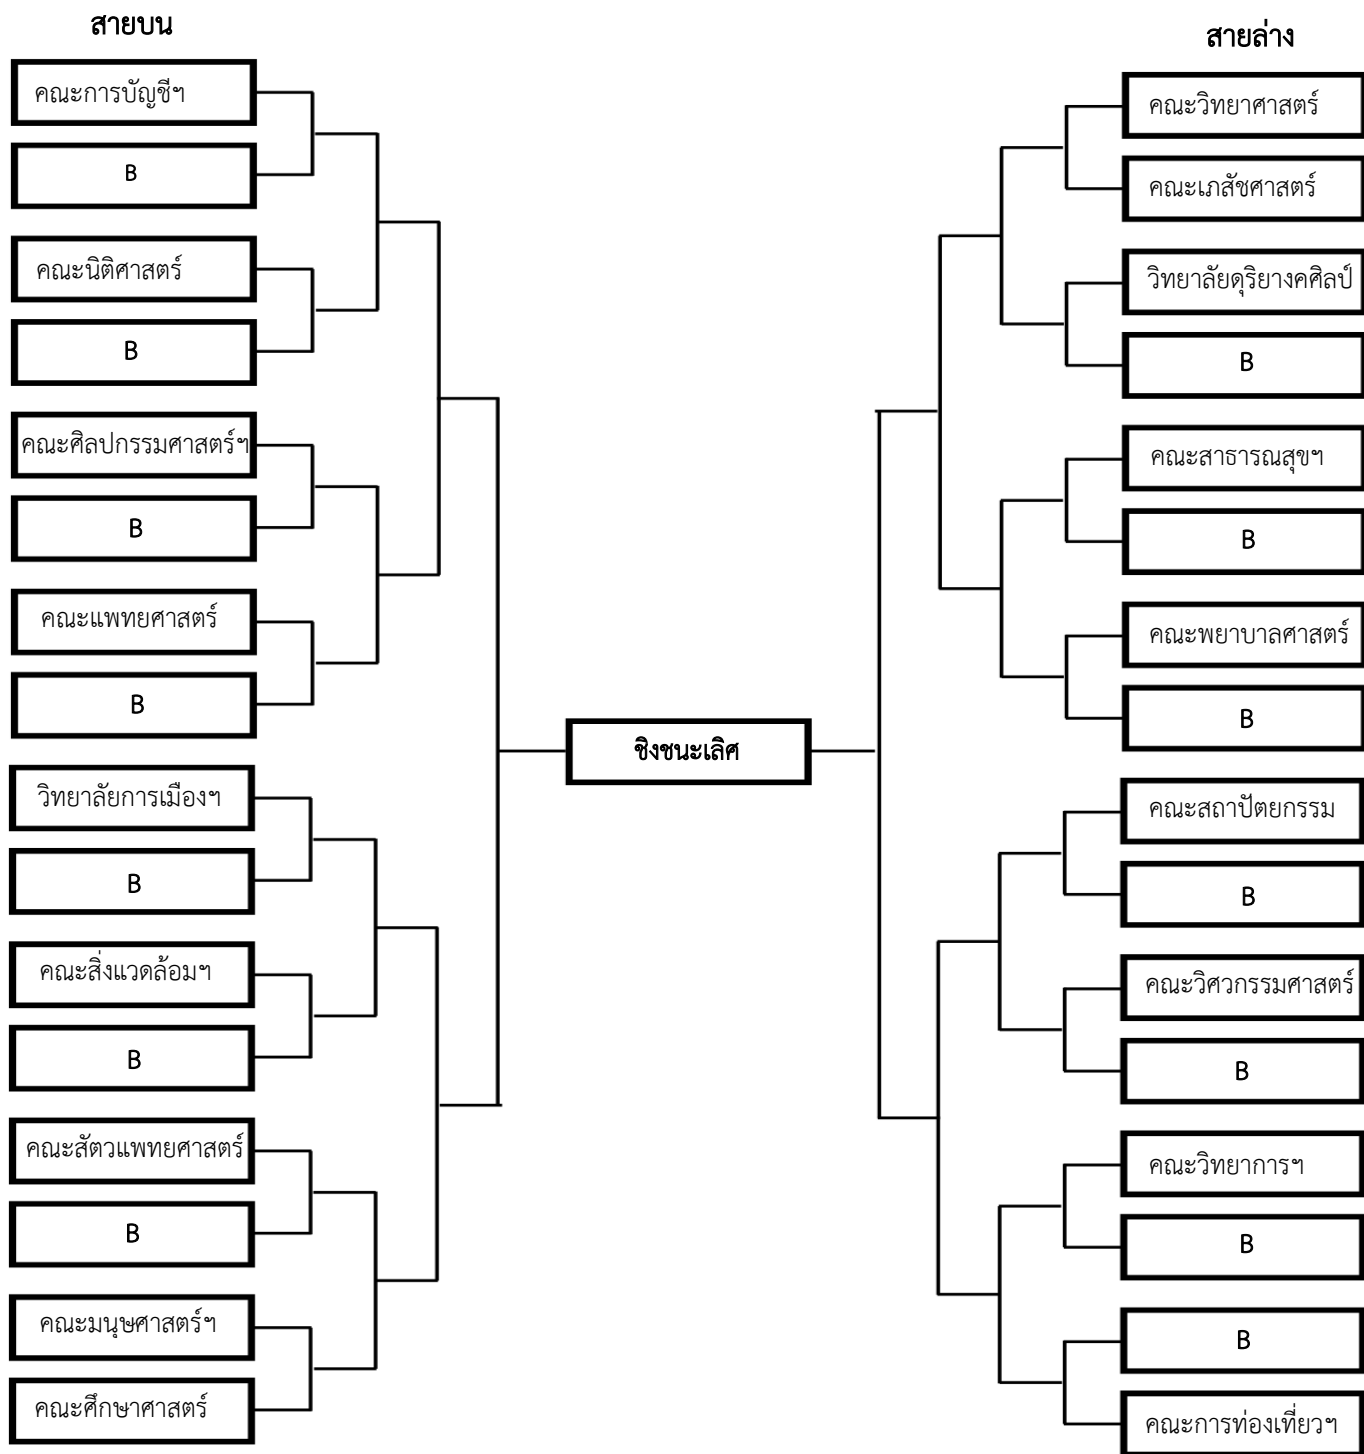 สายบน
คณะการบัญชีฯ
B
คณะนิติศาสตร์
B
คณะศิลปกรรมศาสตร์ฯ
B
คณะแพทยศาสตร์
B
วิทยาลัยการเมืองฯ
B
คณะสิ่งแวดล้อมฯ
B
คณะสัตวแพทยศาสตร์
B
คณะมนุษศาสตร์ฯ
คณะศึกษาศาสตร์
ชิงชนะเลิศ
สายล่าง
คณะวิทยาศาสตร์
คณะเภสัชศาสตร์
วิทยาลัยดุริยางคศิลป์
B
คณะสาธารณสุขฯ
B
คณะพยาบาลศาสตร์
B
คณะสถาปัตยกรรม
B
คณะวิศวกรรมศาสตร์
B
คณะวิทยาการฯ
B
B
คณะการท่องเที่ยวฯ